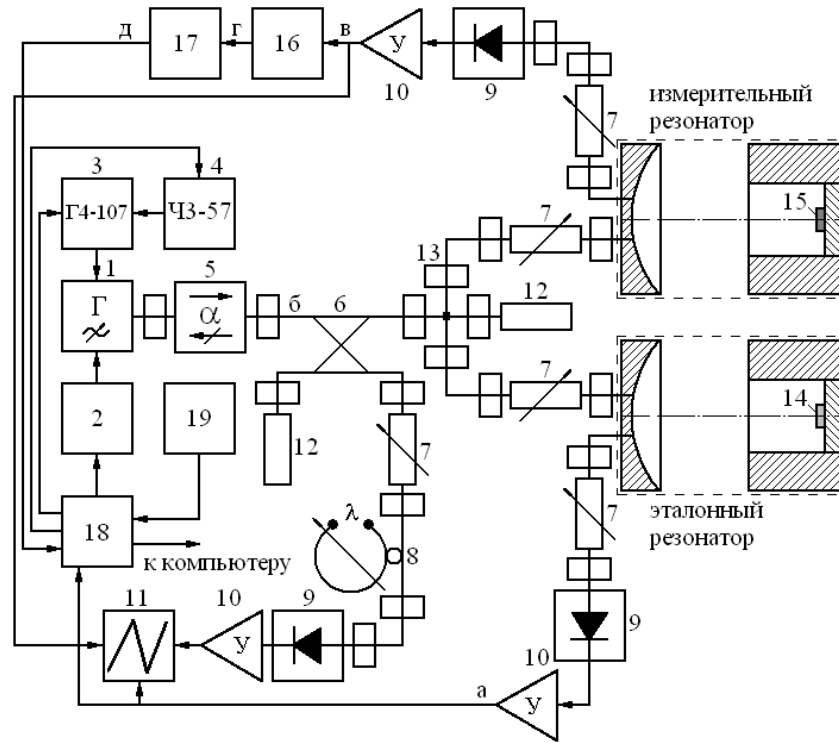 д
17
г
16
в
У
10
9
измерительный
резонатор
7
15
3
4
Г4-107
ЧЗ-57
1
5
Г
α
б
6
13
7
12
2
19
12
7
7
14
λ
8
18
к компьютеру
7
эталонный
резонатор
11
10
У
9
9
10
а
У